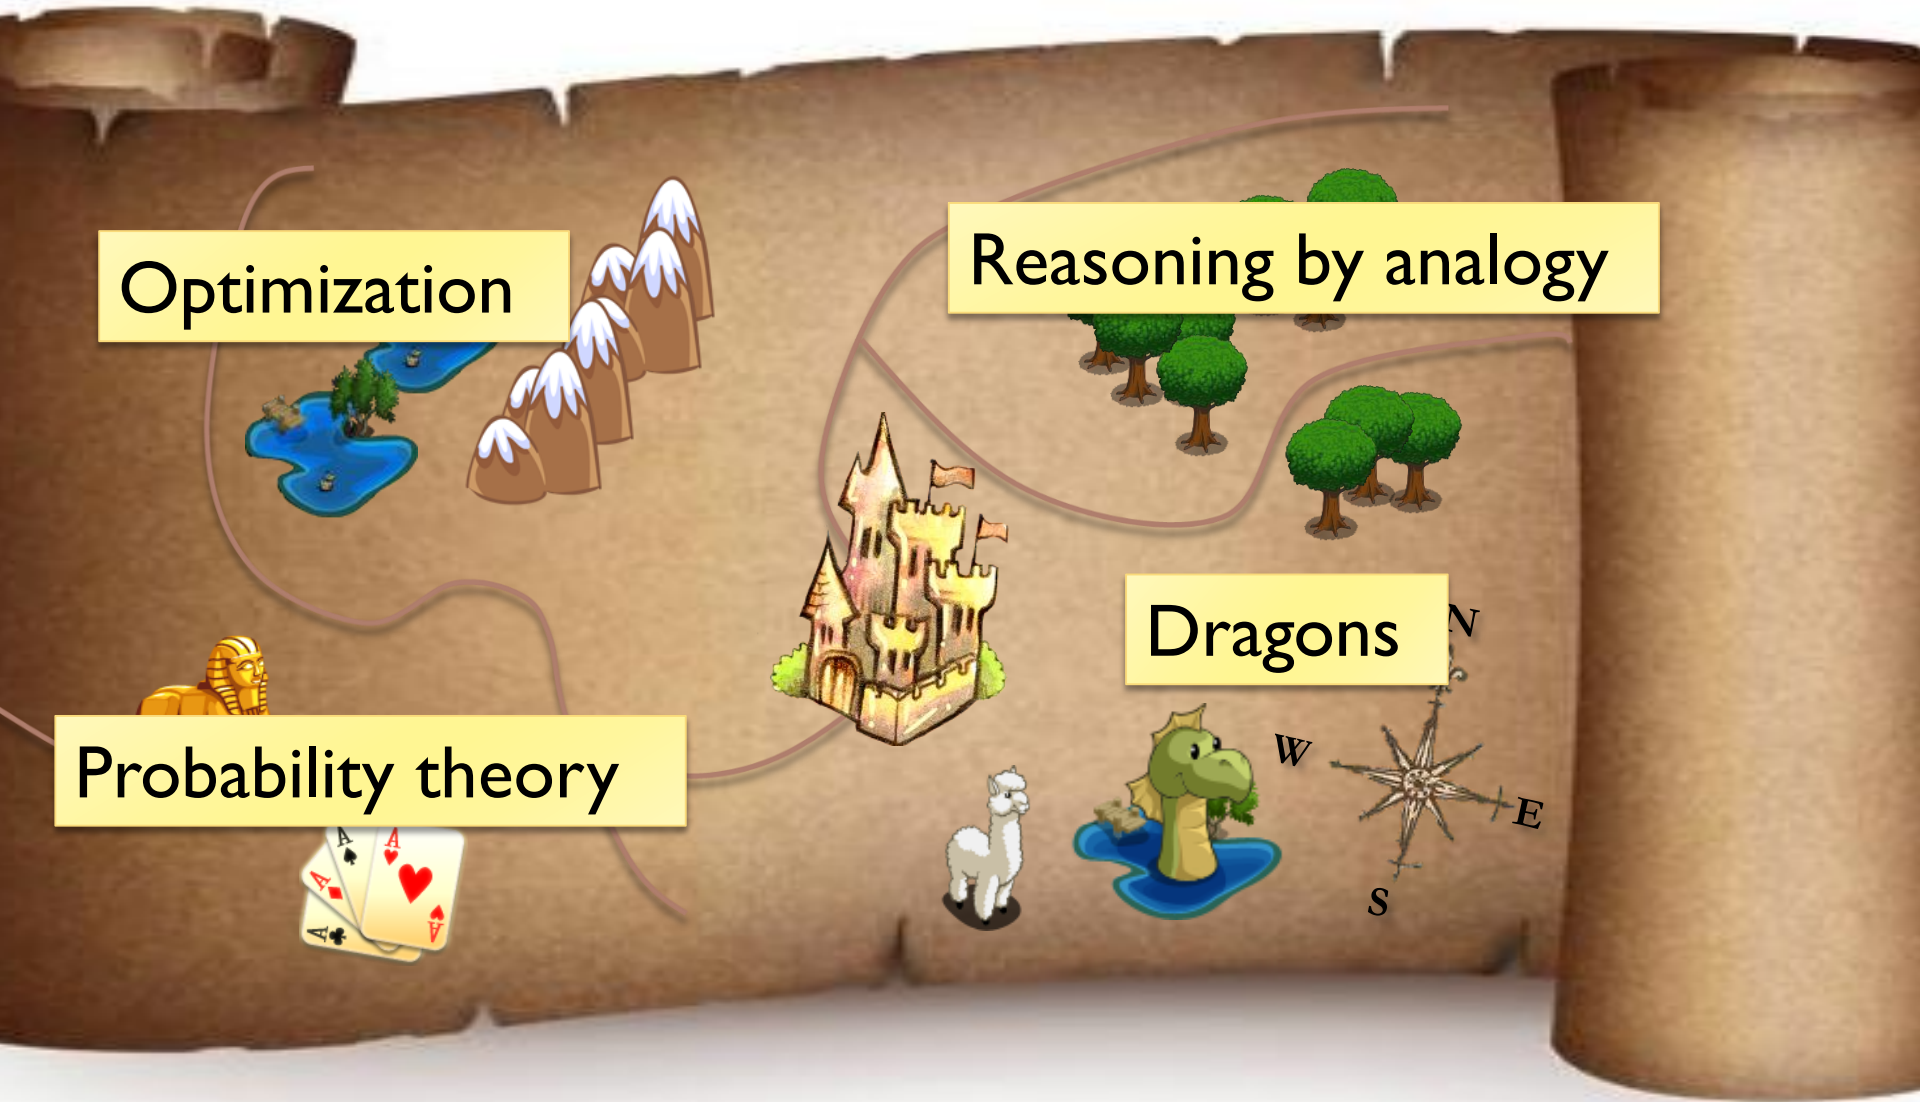 Optimization
Reasoning by analogy
Dragons
N
W
E
S
Probability theory
A
A
A
A
A